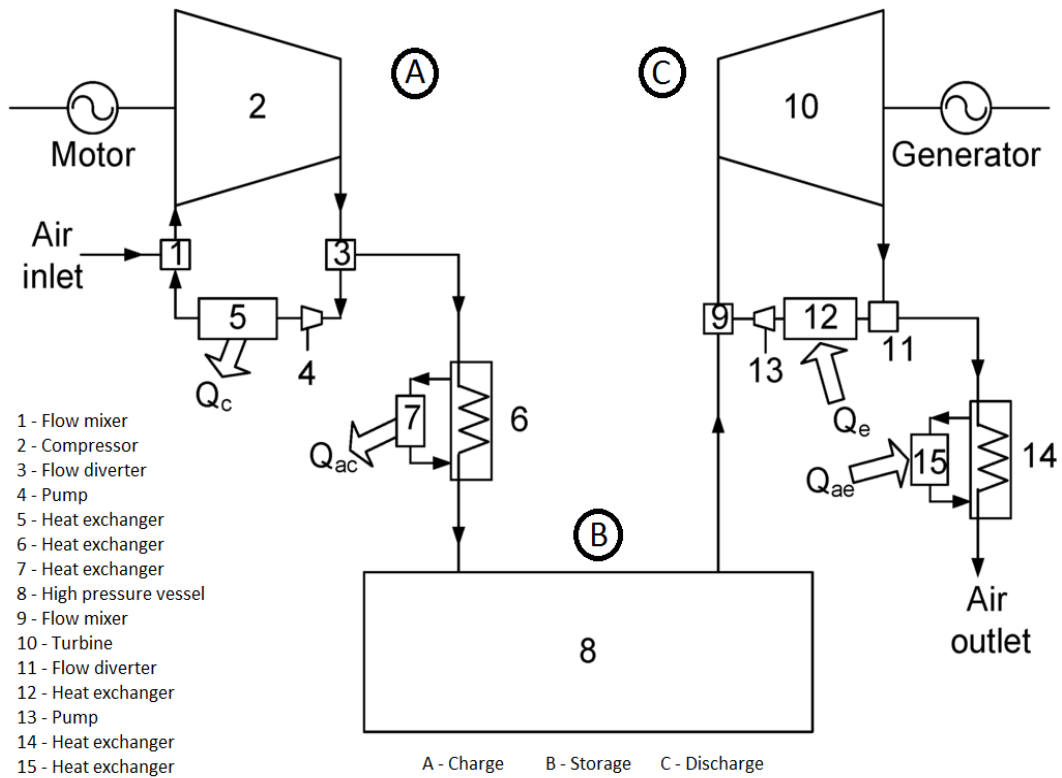 A
C
2
10
Motor
Generator
Air
inlet
1
3
5
4
Qc
9
12
13
11
Qe
7
6
Qac
15
14
Qae
B
8
Air
outlet
1 - Flow mixer
2 - Compressor
3 - Flow diverter
4 - Pump
5 - Heat exchanger
6 - Heat exchanger
7 - Heat exchanger
8 - High pressure vessel
9 - Flow mixer
10 - Turbine
11 - Flow diverter
12 - Heat exchanger
13 - Pump
14 - Heat exchanger
15 - Heat exchanger
A - Charge B - Storage C - Discharge